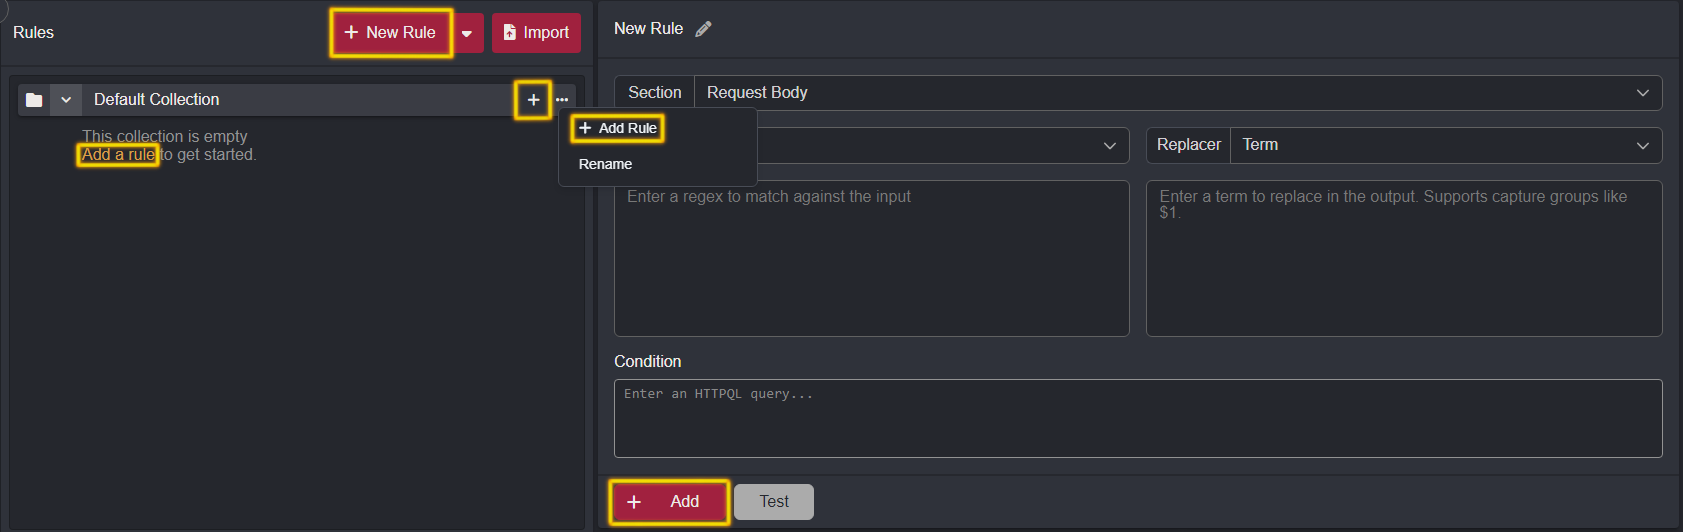 Rules
New Rule
Import
Default Collection
This collection is empty
Add a rule to get started.
Add Rule
Rename
New Rule
Section
Request Body
Replacer
Term
Enter a regex to match against the input
Enter a term to replace in the output. Supports capture groups like
$1.
Condition
Enter an HTTPQL query...
Add
Test